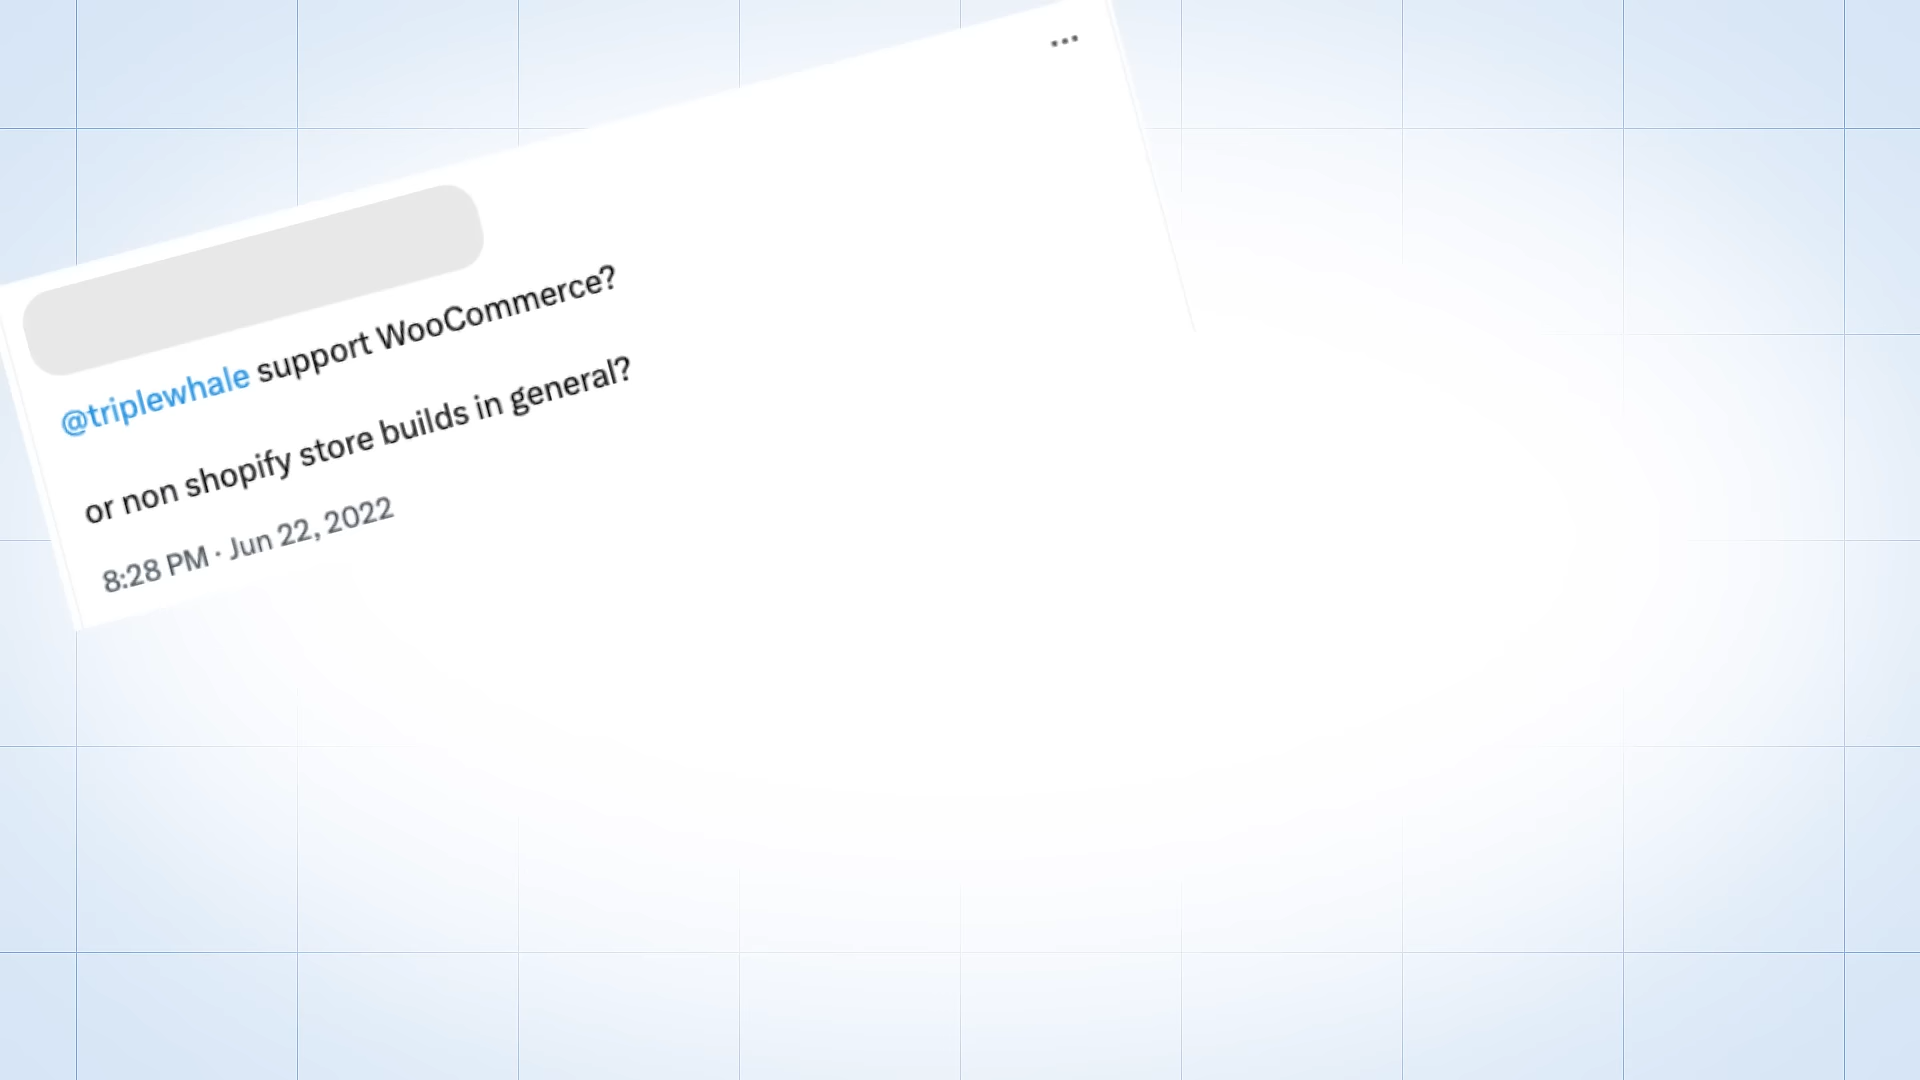 @triplewhale support WooCommerce?
or non shopify store builds in general?
8:28 PM · Jun 22, 2022